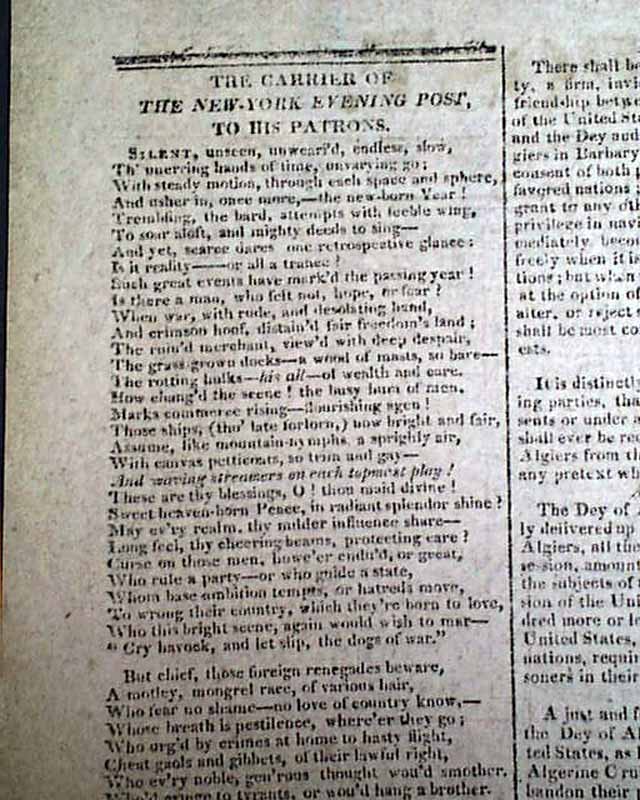 THE CARRIER OF
THE NEW-YORK EVENING POST,
TO HIS PATRONS.
SILENT, unseen, unweari'd, endless, slow,
Th' unerring hands of time, unvarying go;
With steady motion, through each space and sphere,
And usher in, once more,—the new-born Year!
Trembling, the bard, attempts with feeble wing,
To soar aloft, and mighty deeds to sing—
And yet, scarce dares one retrospective glance:
Is it reality——or all a trance?
Such great events have mark'd the passing year!
Is there a man, who felt not, hope, or fear?
When war, with rude, and desolating hand,
And crimson hoof, distain'd fair freedom's land;
The ruin'd merchant, view'd with deep despair,
The grass-grown docks—a wood of masts, so bare—
The rotting hulks—his all—of wealth and care.
How chang'd the scene! the busy hum of men,
Marks commerce rising—flourishing agen!
Those ships, (tho' late forlorn,) now bright and fair,
Assume, like mountain-nymphs, a sprightly air,
With canvas petticoats, so trim and gay—
And waving streamers on each topmast play!
These are thy blessings, O! thou maid divine!
Sweet heaven-born Peace, in radiant splendor shine?
May ev'ry realm, thy milder influence share—
Long feel, thy cheering beams, protecting care?
Curse on those men, howe'er endu'd, or great,
Who rule a party—or who guide a state,
Whom base ambition tempts, or hatreds move,
To wrong their country, which they're born to love,
Who this bright scene, again would wish to mar—
" Cry havock, and let slip, the dogs of war."
But chief, those foreign renegades beware,
A motley, mongrel race, of various hair,
Who fear no shame—no love of country know,—
Whose breath is pestilence, where'er they go;
Who org'd by crimes at home to hasty flight,
Cheat gaols and gibbets, of their lawful right,
Who ev'ry noble, gen'rous thought wou'd smother,
cringe to tyrants, or wou'd hang a brother.
There shall be
ty, a firm, invi
friendship betwe
of the United Sta
and the Dey and
giers in Barbary
consent of both p
favored nations
grant to any oth
privilege in navi
mediately becom
freely when it is
tions; but when
at the option of
alter, or reject s
shall be most co
ests.
It is distinctly
ing parties, tha
sents or under a
shall ever be req
Algiers from th
any pretext wh
The Dey of A
ly delivered up
Algiers, all the
session, amount
the subjects of
sion of the Uni
dred more or le
United States,
nations, requir
soners in their
A just and f
the Dey of Al
ted States, as
Algerine Cru
bandon their